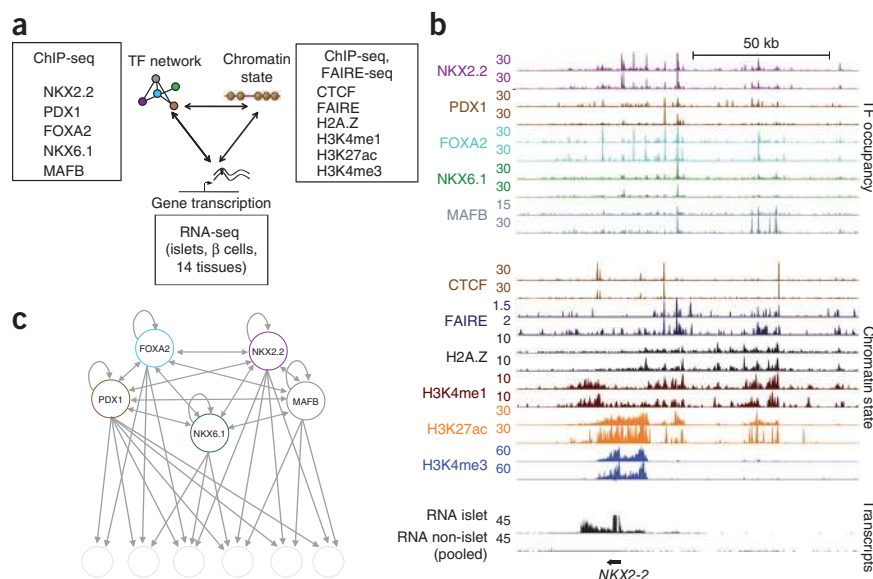 a
ChIP-seq
NKX2.2
PDX1
FOXA2
NKX6.1
MAFB
TF network
Chromatin
state
ChIP-seq,
FAIRE-seq
CTCF
FAIRE
H2A.Z
H3K4me1
H3K27ac
H3K4me3
Gene transcription
RNA-seq
(islets, β cells,
14 tissues)
b
50 kb
NKX2.2
30
30
PDX1
30
30
FOXA2
30
30
NKX6.1
30
30
MAFB
15
30
TF occupancy
CTCF
30
30
FAIRE
1.5
2
H2A.Z
10
10
H3K4me1
10
10
H3K27ac
30
30
H3K4me3
60
60
Chromatin state
RNA islet 45
RNA non-islet 45
(pooled)
Transcripts
NKX2-2
c
FOXA2
NKX2.2
PDX1
MAFB
NKX6.1